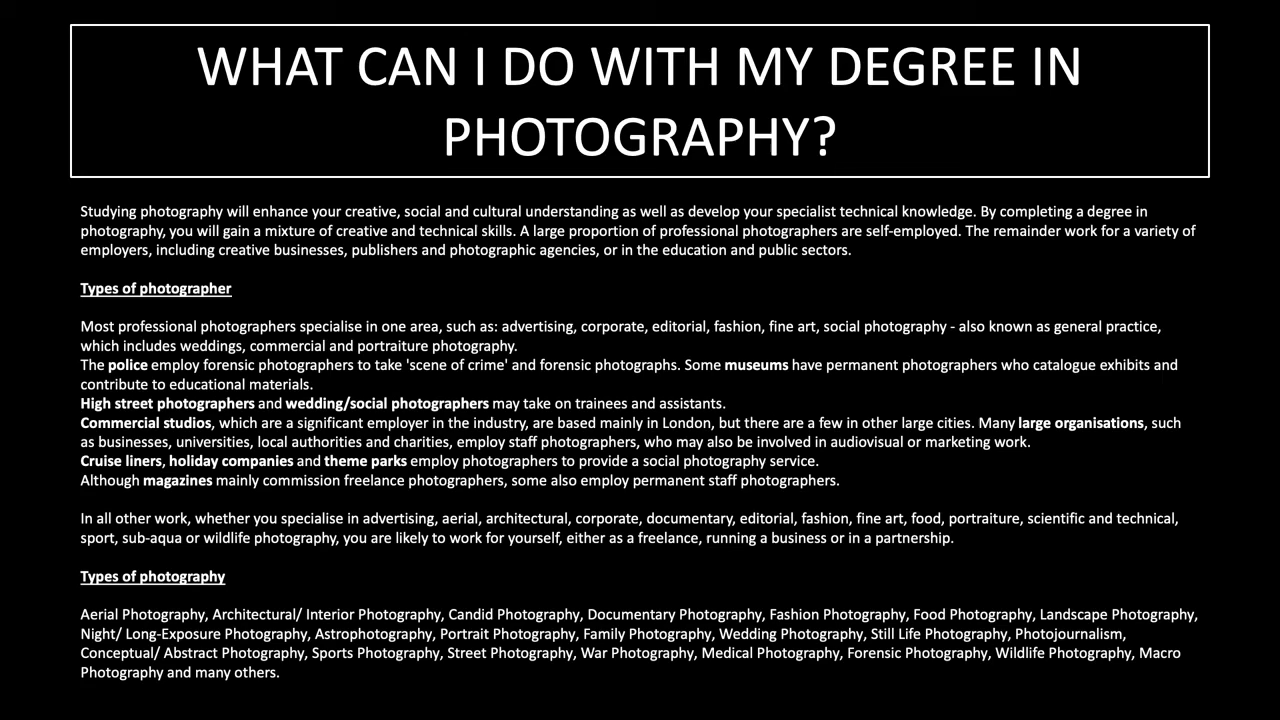 WHAT CAN I DO WITH MY DEGREE IN
PHOTOGRAPHY?
Studying photography will enhance your creative, social and cultural understanding as well as develop your specialist technical knowledge. By completing a degree in
photography, you will gain a mixture of creative and technical skills. A large proportion of professional photographers are self-employed. The remainder work for a variety of
employers, including creative businesses, publishers and photographic agencies, or in the education and public sectors.
Types of photographer
Most professional photographers specialise in one area, such as: advertising, corporate, editorial, fashion, fine art, social photography - also known as general practice,
which includes weddings, commercial and portraiture photography.
The police employ forensic photographers to take 'scene of crime' and forensic photographs. Some museums have permanent photographers who catalogue exhibits and
contribute to educational materials.
High street photographers and wedding/social photographers may take on trainees and assistants.
Commercial studios, which are a significant employer in the industry, are based mainly in London, but there are a few in other large cities. Many large organisations, such
as businesses, universities, local authorities and charities, employ staff photographers, who may also be involved in audiovisual or marketing work.
Cruise liners, holiday companies and theme parks employ photographers to provide a social photography service.
Although magazines mainly commission freelance photographers, some also employ permanent staff photographers.
In all other work, whether you specialise in advertising, aerial, architectural, corporate, documentary, editorial, fashion, fine art, food, portraiture, scientific and technical,
sport, sub-aqua or wildlife photography, you are likely to work for yourself, either as a freelance, running a business or in a partnership.
Types of photography
Aerial Photography, Architectural/ Interior Photography, Candid Photography, Documentary Photography, Fashion Photography, Food Photography, Landscape Photography,
Night/ Long-Exposure Photography, Astrophotography, Portrait Photography, Family Photography, Wedding Photography, Still Life Photography, Photojournalism,
Conceptual/ Abstract Photography, Sports Photography, Street Photography, War Photography, Medical Photography, Forensic Photography, Wildlife Photography, Macro
Photography and many others.